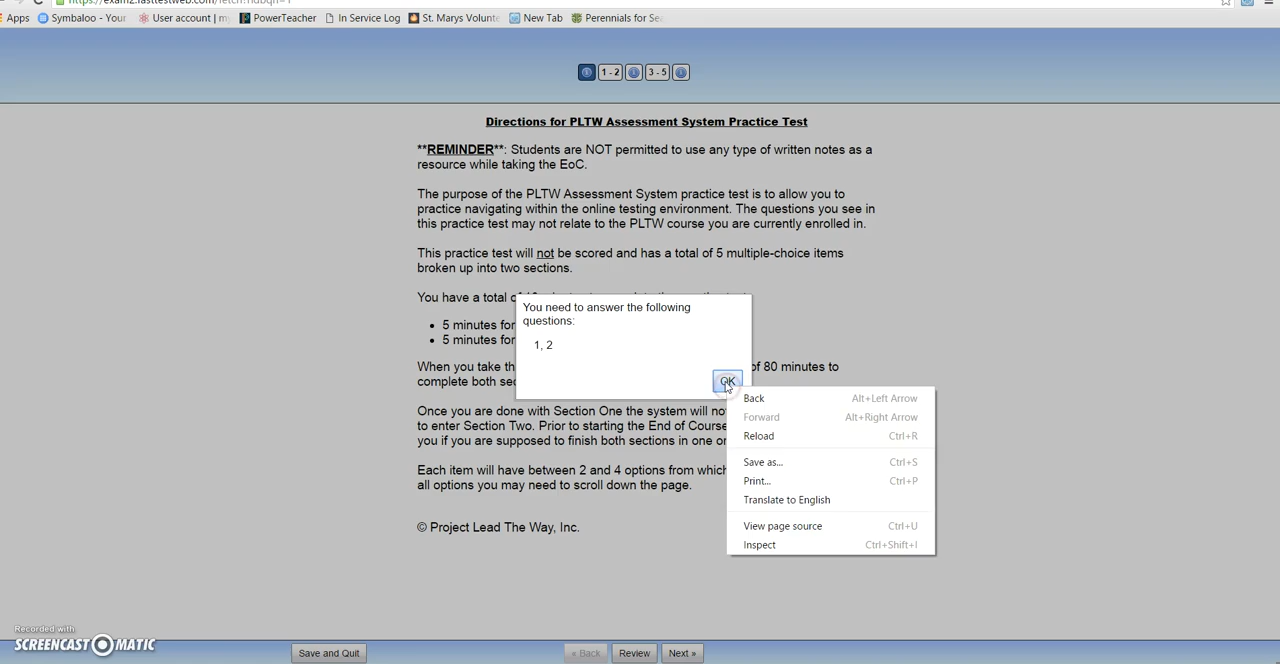 Apps Symbaloo - Your User account | my PowerTeacher In Service Log St. Marys Volunte New Tab Perennials for Sea
1 - 2 3 - 5
Directions for PLTW Assessment System Practice Test
**REMINDER**: Students are NOT permitted to use any type of written notes as a
resource while taking the EoC.
The purpose of the PLTW Assessment System practice test is to allow you to
practice navigating within the online testing environment. The questions you see in
this practice test may not relate to the PLTW course you are currently enrolled in.
This practice test will not be scored and has a total of 5 multiple-choice items
broken up into two sections.
You have a total
• 5 minutes for
• 5 minutes for
When you take th of 80 minutes to
complete both sec
Once you are done with Section One the system will no
to enter Section Two. Prior to starting the End of Course
you if you are supposed to finish both sections in one or
Each item will have between 2 and 4 options from which
all options you may need to scroll down the page.
© Project Lead The Way, Inc.
You need to answer the following
questions:
1, 2
OK
Back Alt+Left Arrow
Forward Alt+Right Arrow
Reload Ctrl+R
Save as... Ctrl+S
Print... Ctrl+P
Translate to English
View page source Ctrl+U
Inspect Ctrl+Shift+I
Recorded with
SCREENCAST-O-MATIC
Save and Quit « Back Review Next »